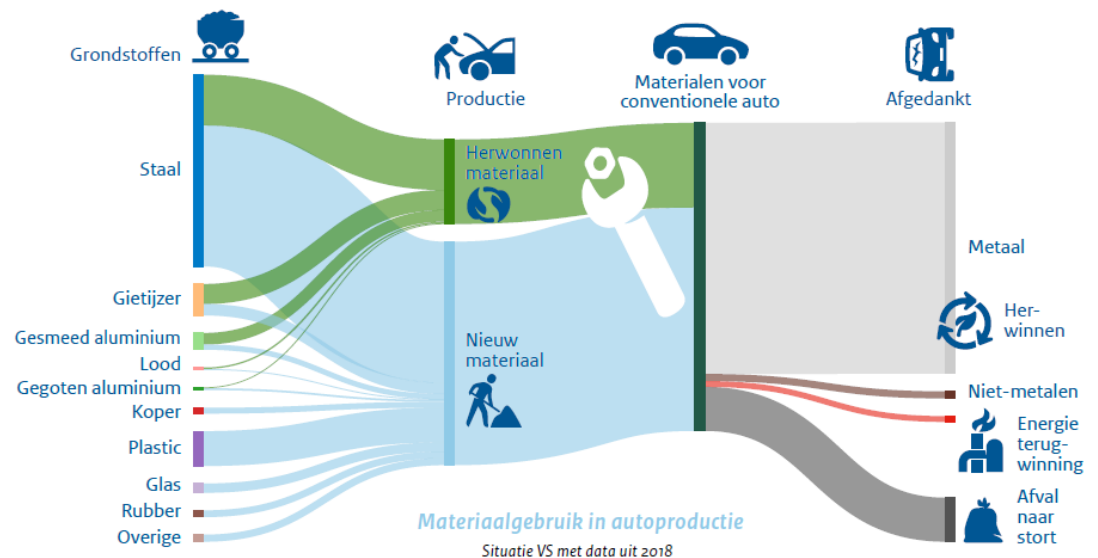 Grondstoffen
Productie
Materialen voor
conventionele auto
Afgedankt
Staal
Gietijzer
Gesmeed aluminium
Lood
Gegoten aluminium
Koper
Plastic
Glas
Rubber
Overige
Herwonnen
materiaal
Nieuw
materiaal
Metaal
Her-
winnen
Niet-metalen
Energie
terug-
winning
Afval
naar
stort
Materiaalgebruik in autoproductie
Situatie VS met data uit 2018